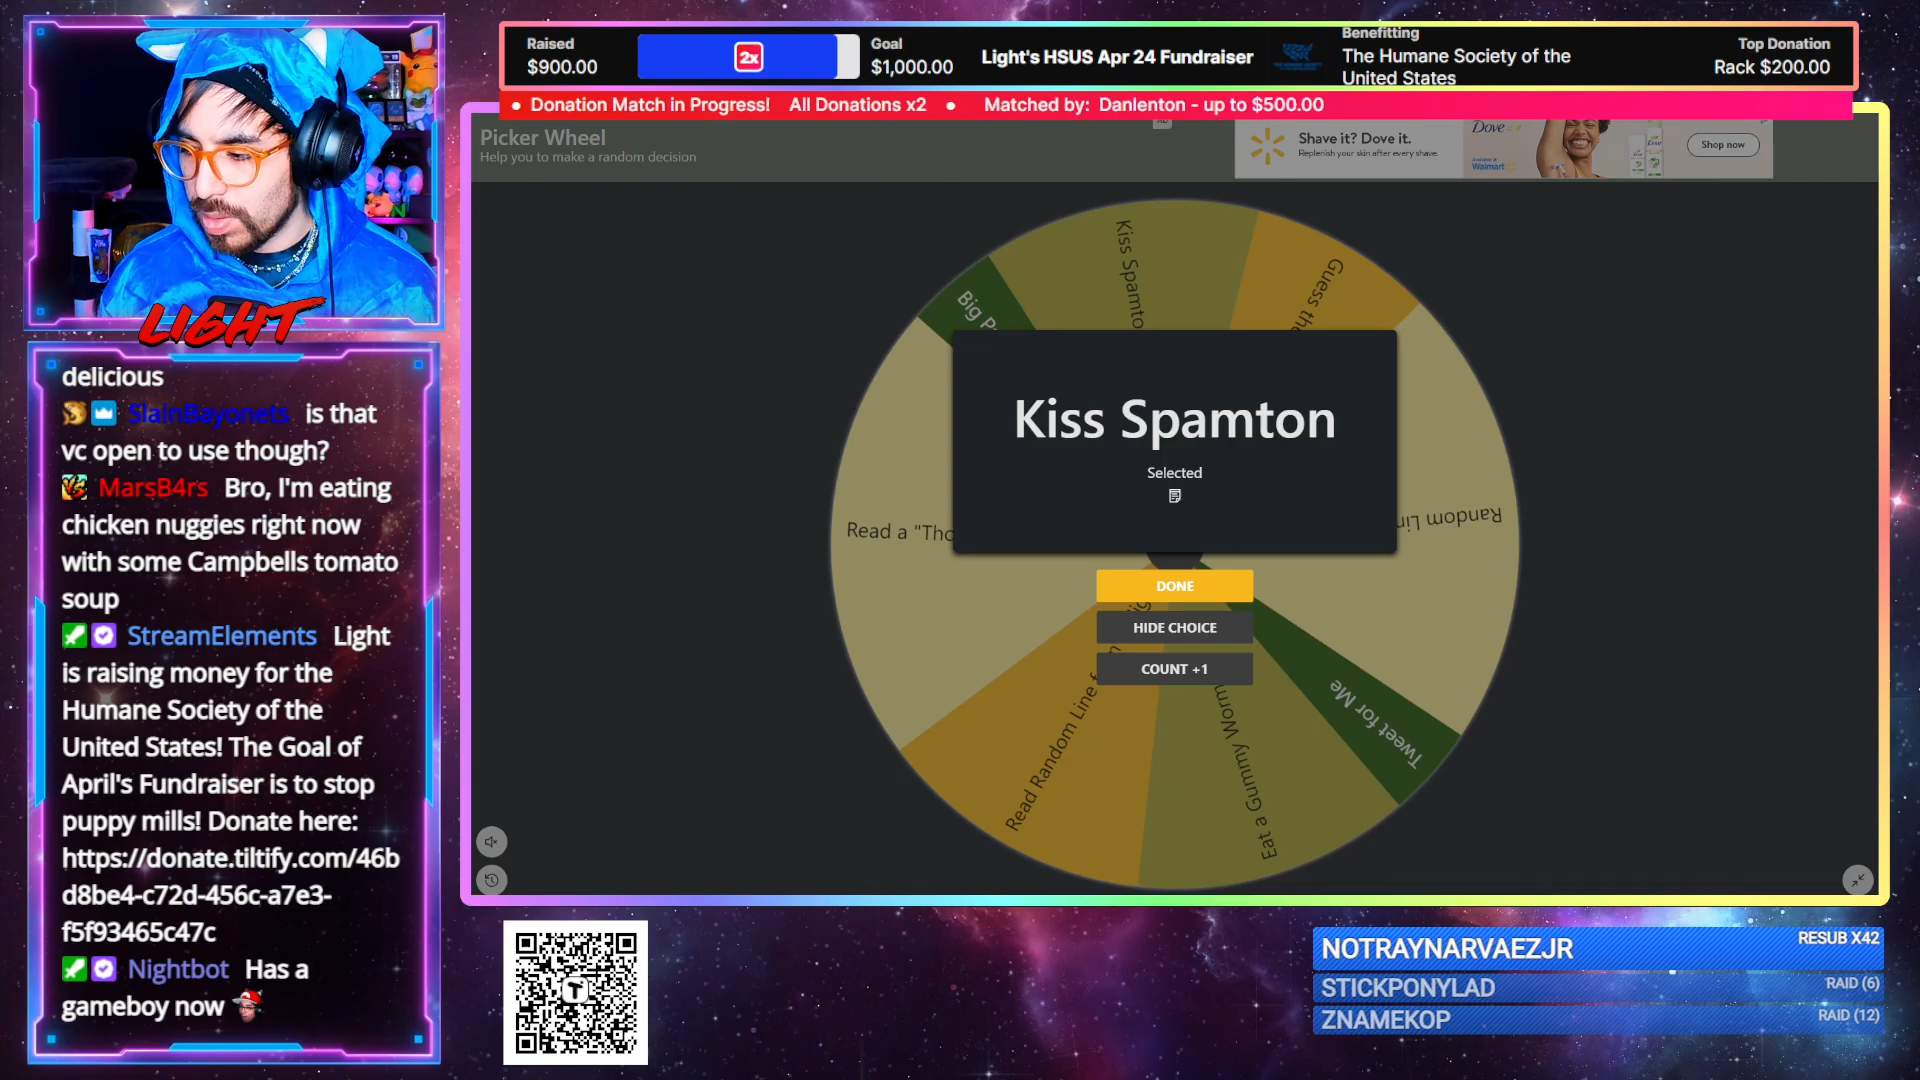 Raised
$900.00
2x
Goal
$1,000.00
Light's HSUS Apr 24 Fundraiser
Benefitting
The Humane Society of the
United States
Top Donation
Rack $200.00
• Donation Match in Progress! All Donations x2 • Matched by: Danlenton - up to $500.00
Picker Wheel
Help you to make a random decision
Shave it? Dove it.
Replenish your skin after every shave.
Dove
Walmart
Shop now
LIGHT
delicious
SlainBayonets is that
vc open to use though?
MarsB4rs Bro, I'm eating
chicken nuggies right now
with some Campbells tomato
soup
StreamElements Light
is raising money for the
Humane Society of the
United States! The Goal of
April's Fundraiser is to stop
puppy mills! Donate here:
https://donate.tiltify.com/46b
d8be4-c72d-456c-a7e3-
f5f93465c47c
Nightbot Has a
gameboy now
Big P
Kiss Spamto
Guess the
Random Lin
Tweet for Me
Eat a Gummy Worm
Read Random Line f
Read a "Tho
Kiss Spamton
Selected
DONE
HIDE CHOICE
COUNT +1
T
NOTRAYNARVAEZJR RESUB X42
STICKPONYLAD RAID (6)
ZNAMEKOP RAID (12)